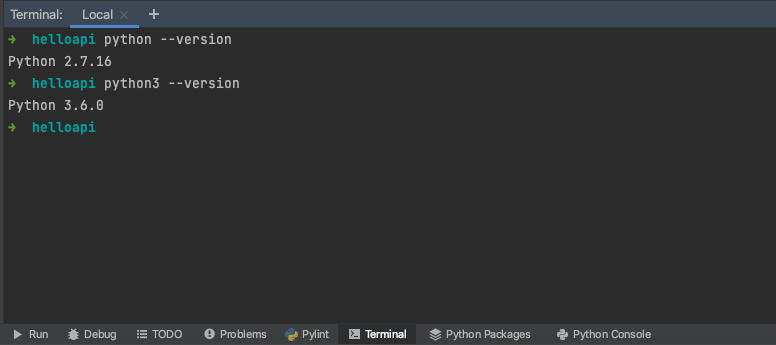 Terminal: Local × +
➜ helloapi python --version
Python 2.7.16
➜ helloapi python3 --version
Python 3.6.0
➜ helloapi
Run Debug TODO Problems Pylint Terminal Python Packages Python Console